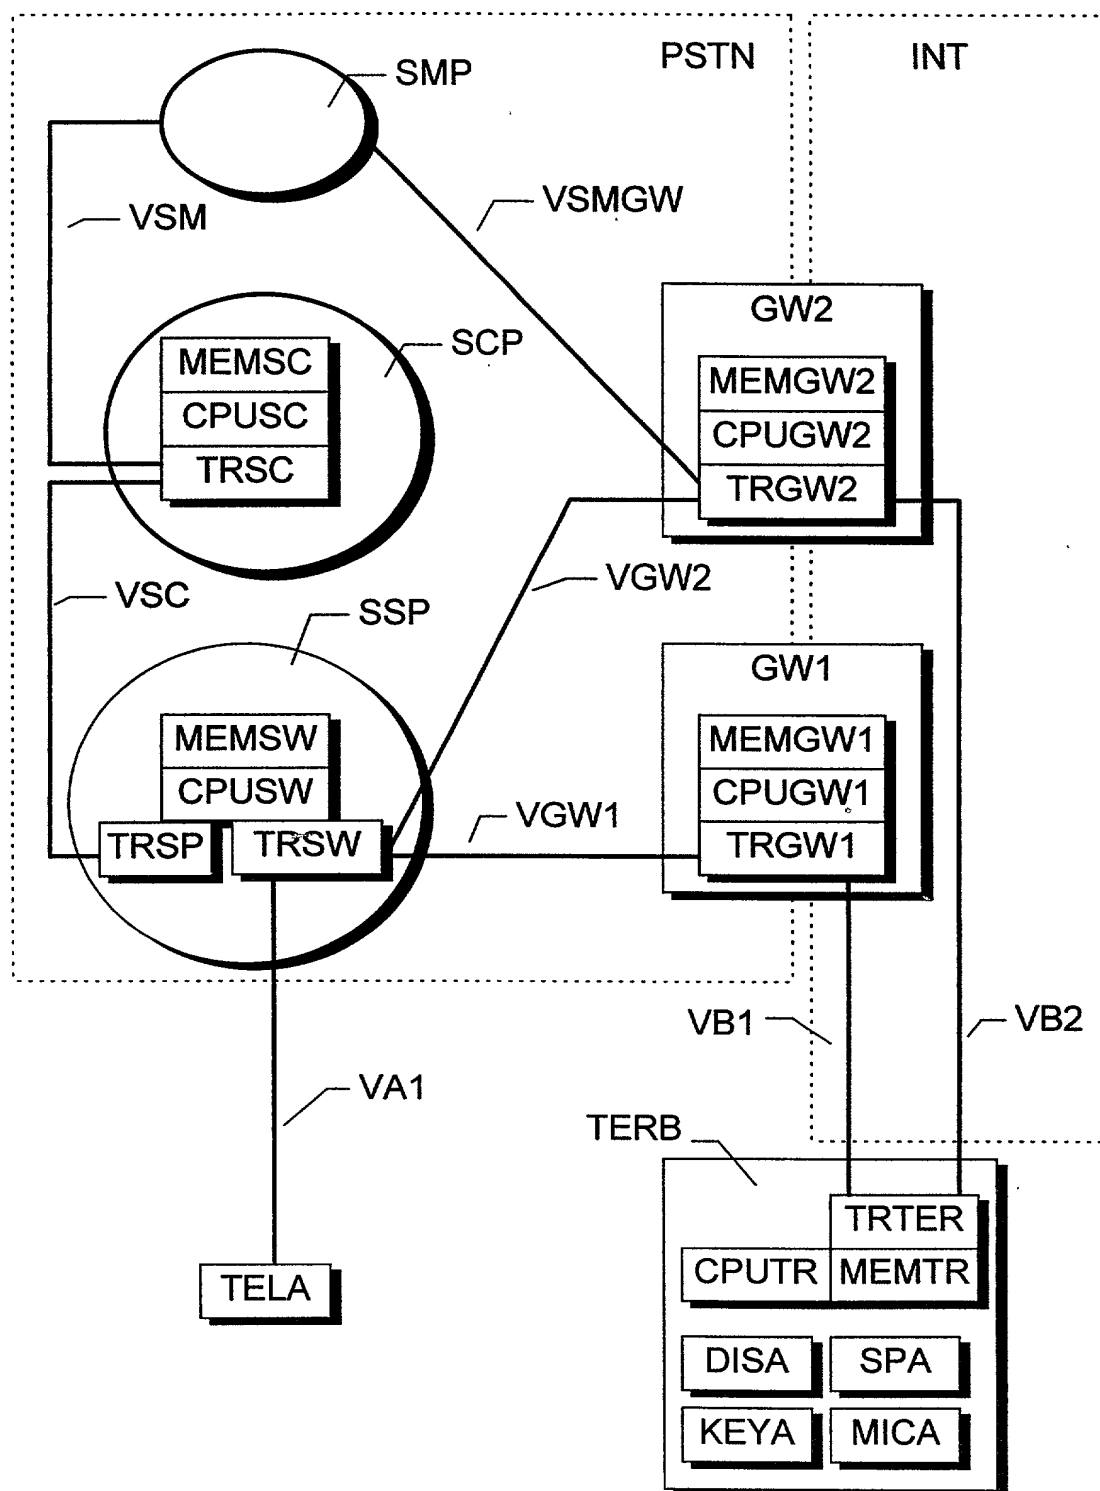 PSTN
INT
SMP
VSM
VSMGW
GW2
SCP
MEMSC
CPUSC
TRSC
MEMGW2
CPUGW2
TRGW2
VSC
VGW2
SSP
GW1
MEMSW
CPUSW
TRSP
TRSW
VGW1
MEMGW1
CPUGW1
TRGW1
VB1
VB2
VA1
TERB
TRTER
CPUTR
MEMTR
TELA
DISA
SPA
KEYA
MICA